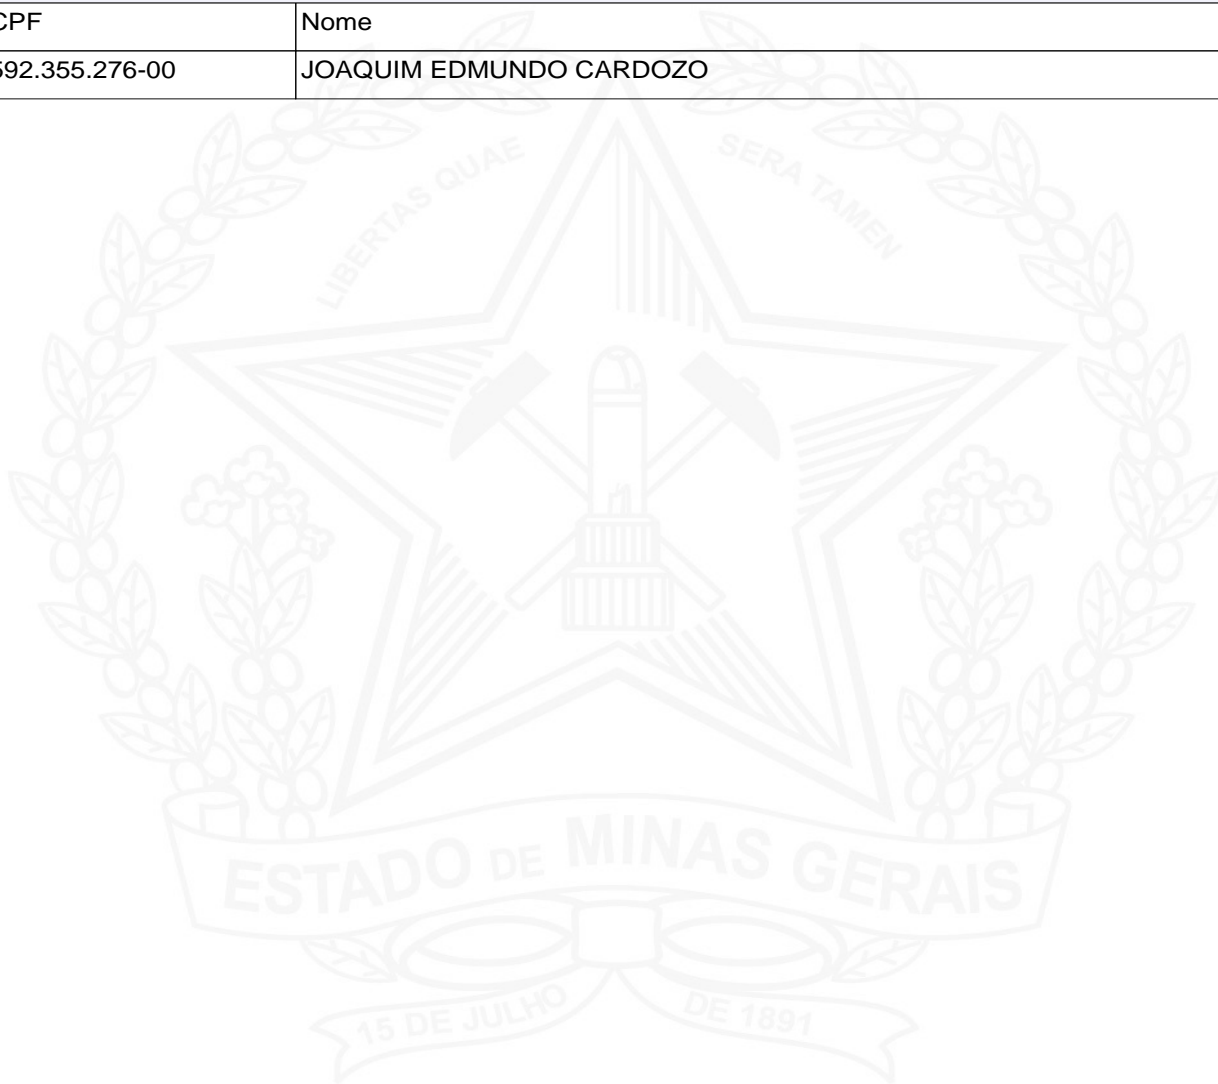 CPF Nome
592.355.276-00 JOAQUIM EDMUNDO CARDOZO
LIBERTAS QUAE SERA TAMEN
ESTADO DE MINAS GERAIS
15 DE JULHO DE 1891